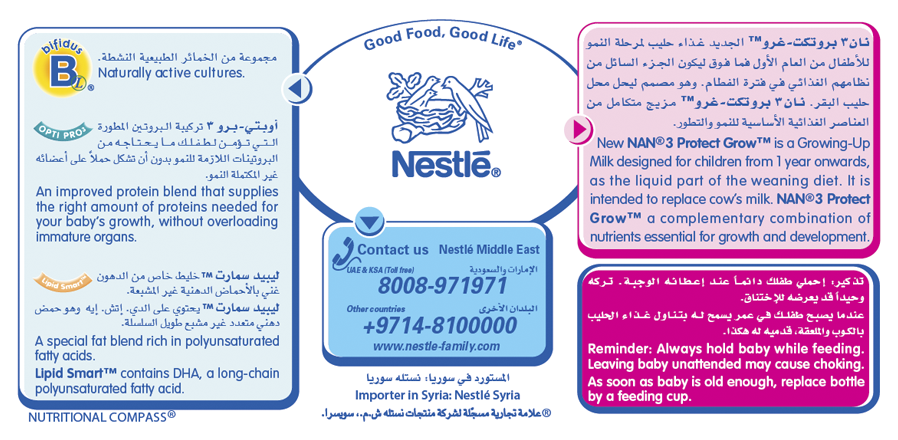 bifidus
B
L®
مجموعة من الخمائر الطبيعية النشطة.
Naturally active cultures.
OPTI PRO3
أوبتي-برو ٣ تركيبة البروتين المطورة
التي تؤمن لطفلك ما يحتاجه من
البروتينات اللازمة للنمو بدون أن تشكل حملاً على أعضائه
غير المكتملة النمو.
An improved protein blend that supplies
the right amount of proteins needed for
your baby's growth, without overloading
immature organs.
Lipid Smart™
ليبيد سمارت™ خليط خاص من الدهون
غني بالأحماض الدهنية غير المشبعة.
ليبيد سمارت™ يحتوي على الدي. إتش. إيه وهو حمض
دهني متعدد غير مشبع طويل السلسلة.
A special fat blend rich in polyunsaturated
fatty acids.
Lipid Smart™ contains DHA, a long-chain
polyunsaturated fatty acid.
NUTRITIONAL COMPASS®
Good Food, Good Life®
Nestlé®
Contact us Nestlé Middle East
UAE & KSA (Toll free) الإمارات والسعودية
8008-971971
Other countries البلدان الأخرى
+9714-8100000
www.nestle-family.com
المستورد في سوريا: نستله سوريا
Importer in Syria: Nestlé Syria
®علامة تجارية مسجّلة لشركة منتجات نستله ش.م.، سويسرا.
نان٣ بروتكت-غرو™ الجديد غذاء حليب لمرحلة النمو
للأطفال من العام الأول فما فوق ليكون الجزء السائل من
نظامهم الغذائي في فترة الفطام. وهو مصمم ليحل محل
حليب البقر. نان٣ بروتكت-غرو™ مزيج متكامل من
العناصر الغذائية الأساسية للنمو والتطور.
New NAN®3 Protect Grow™ is a Growing-Up
Milk designed for children from 1 year onwards,
as the liquid part of the weaning diet. It is
intended to replace cow's milk. NAN®3 Protect
Grow™ a complementary combination of
nutrients essential for growth and development.
تذكير: إحملي طفلك دائماً عند إعطائه الوجبة. تركه
وحيداً قد يعرضه للإختناق.
عندما يصبح طفلك في عمر يسمح له بتناول غذاء الحليب
بالكوب والملعقة، قدميه له هكذا.
Reminder: Always hold baby while feeding.
Leaving baby unattended may cause choking.
As soon as baby is old enough, replace bottle
by a feeding cup.